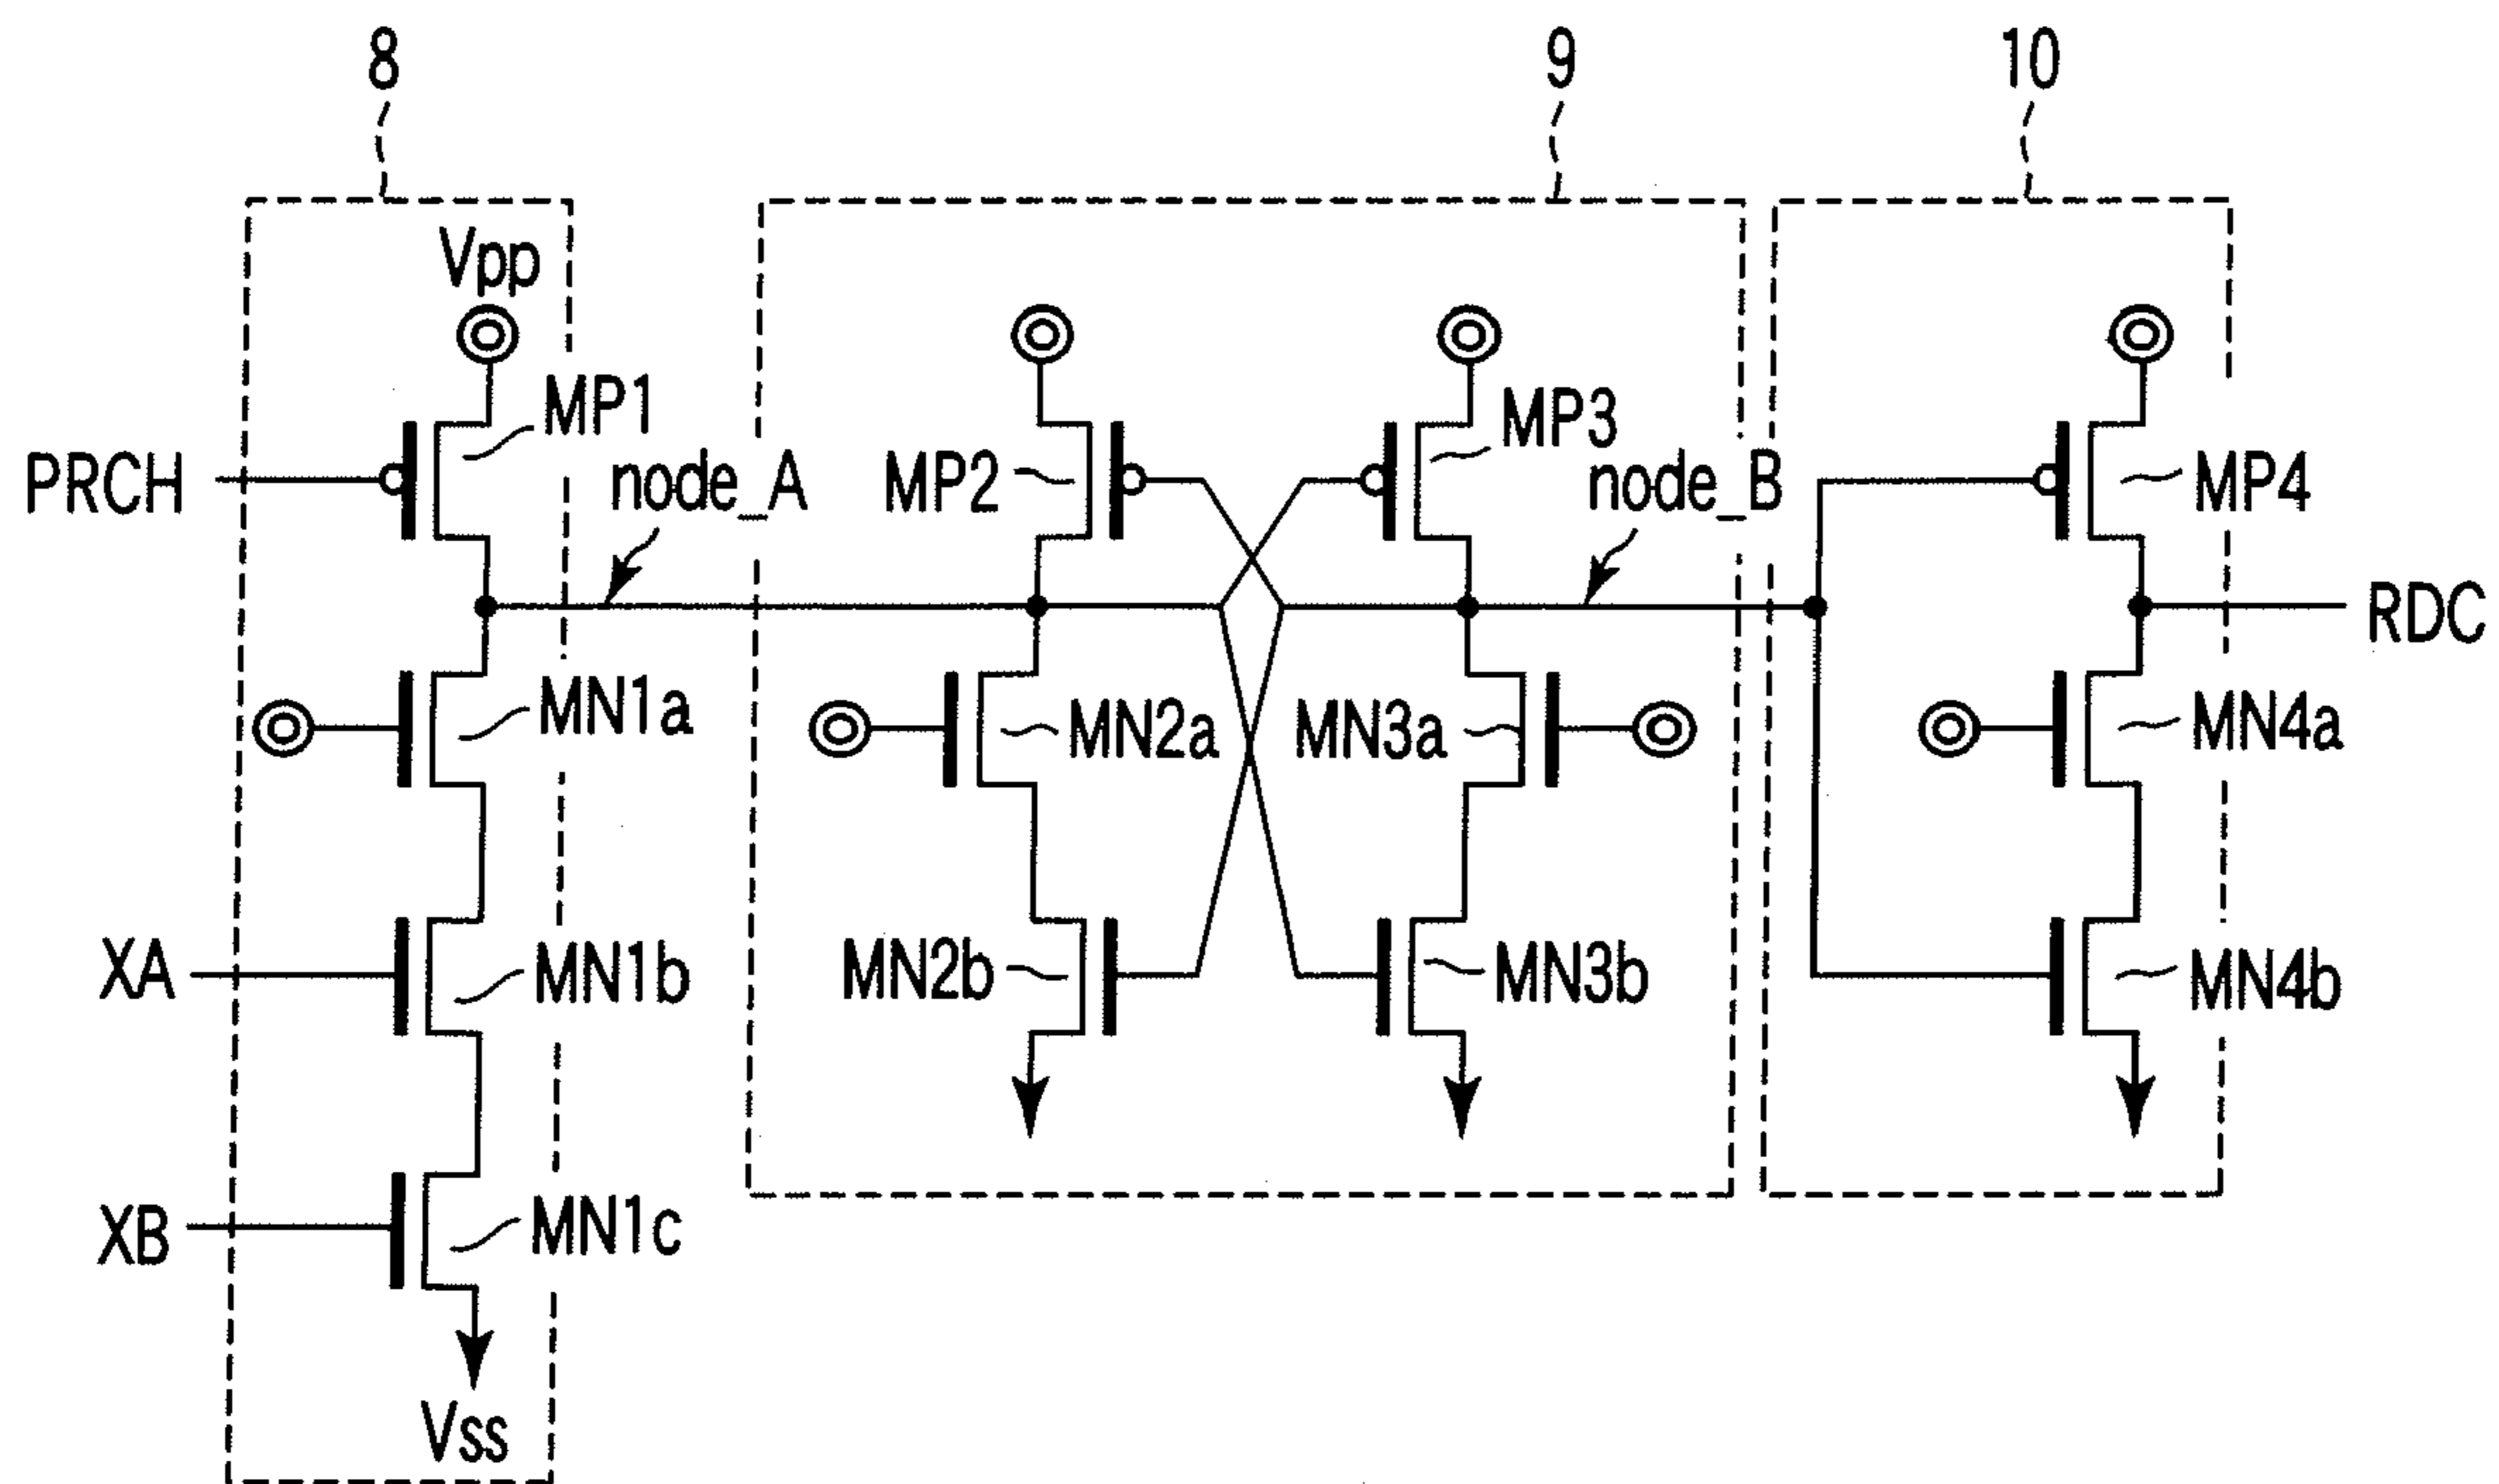 8
9
10
Vpp
MP1
PRCH
node_A
MP2
MP3
node_B
MP4
RDC
MN1a
MN2a
MN3a
MN4a
XA
MN1b
MN2b
MN3b
MN4b
XB
MN1c
Vss